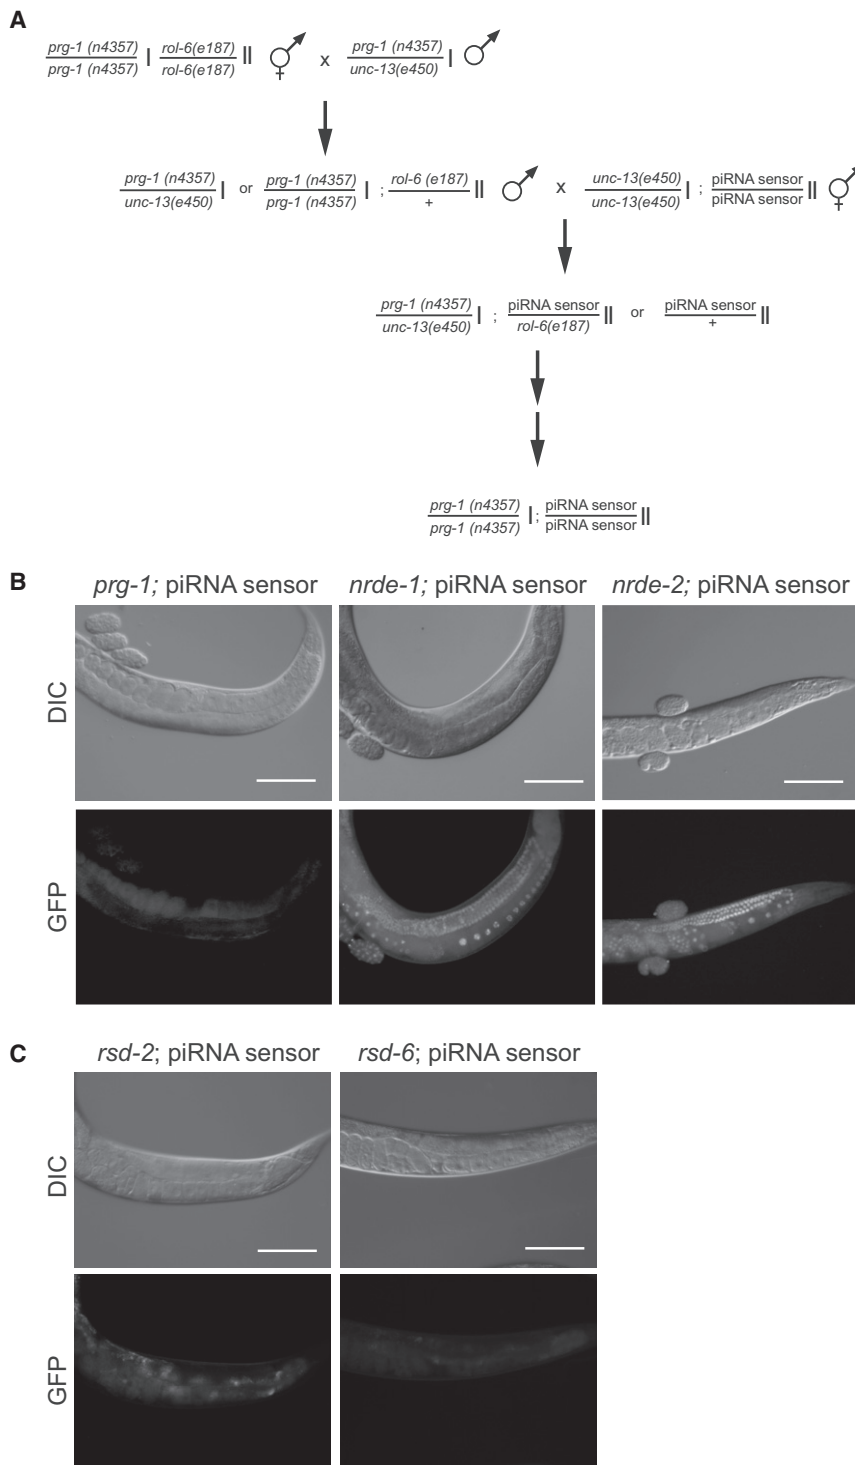 A
prg-1 (n4357) rol-6(e187) prg-1 (n4357)
prg-1 (n4357) I rol-6(e187) II x unc-13(e450) I
prg-1 (n4357) prg-1 (n4357) rol-6 (e187) unc-13(e450) piRNA sensor
unc-13(e450) I or prg-1 (n4357) I ; + II x unc-13(e450) I ; piRNA sensor II
prg-1 (n4357) piRNA sensor piRNA sensor
unc-13(e450) I ; rol-6(e187) II or + II
prg-1 (n4357) piRNA sensor
prg-1 (n4357) I ; piRNA sensor II
B
prg-1; piRNA sensor nrde-1; piRNA sensor nrde-2; piRNA sensor
DIC
GFP
C
rsd-2; piRNA sensor rsd-6; piRNA sensor
DIC
GFP